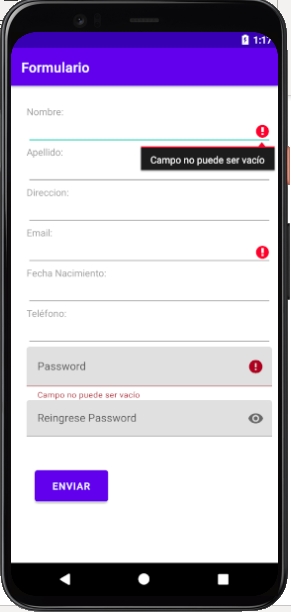 1:17
Formulario
Nombre:
Campo no puede ser vacío
Apellido:
Direccion:
Email:
Fecha Nacimiento:
Teléfono:
Password
Campo no puede ser vacío
Reingrese Password
ENVIAR